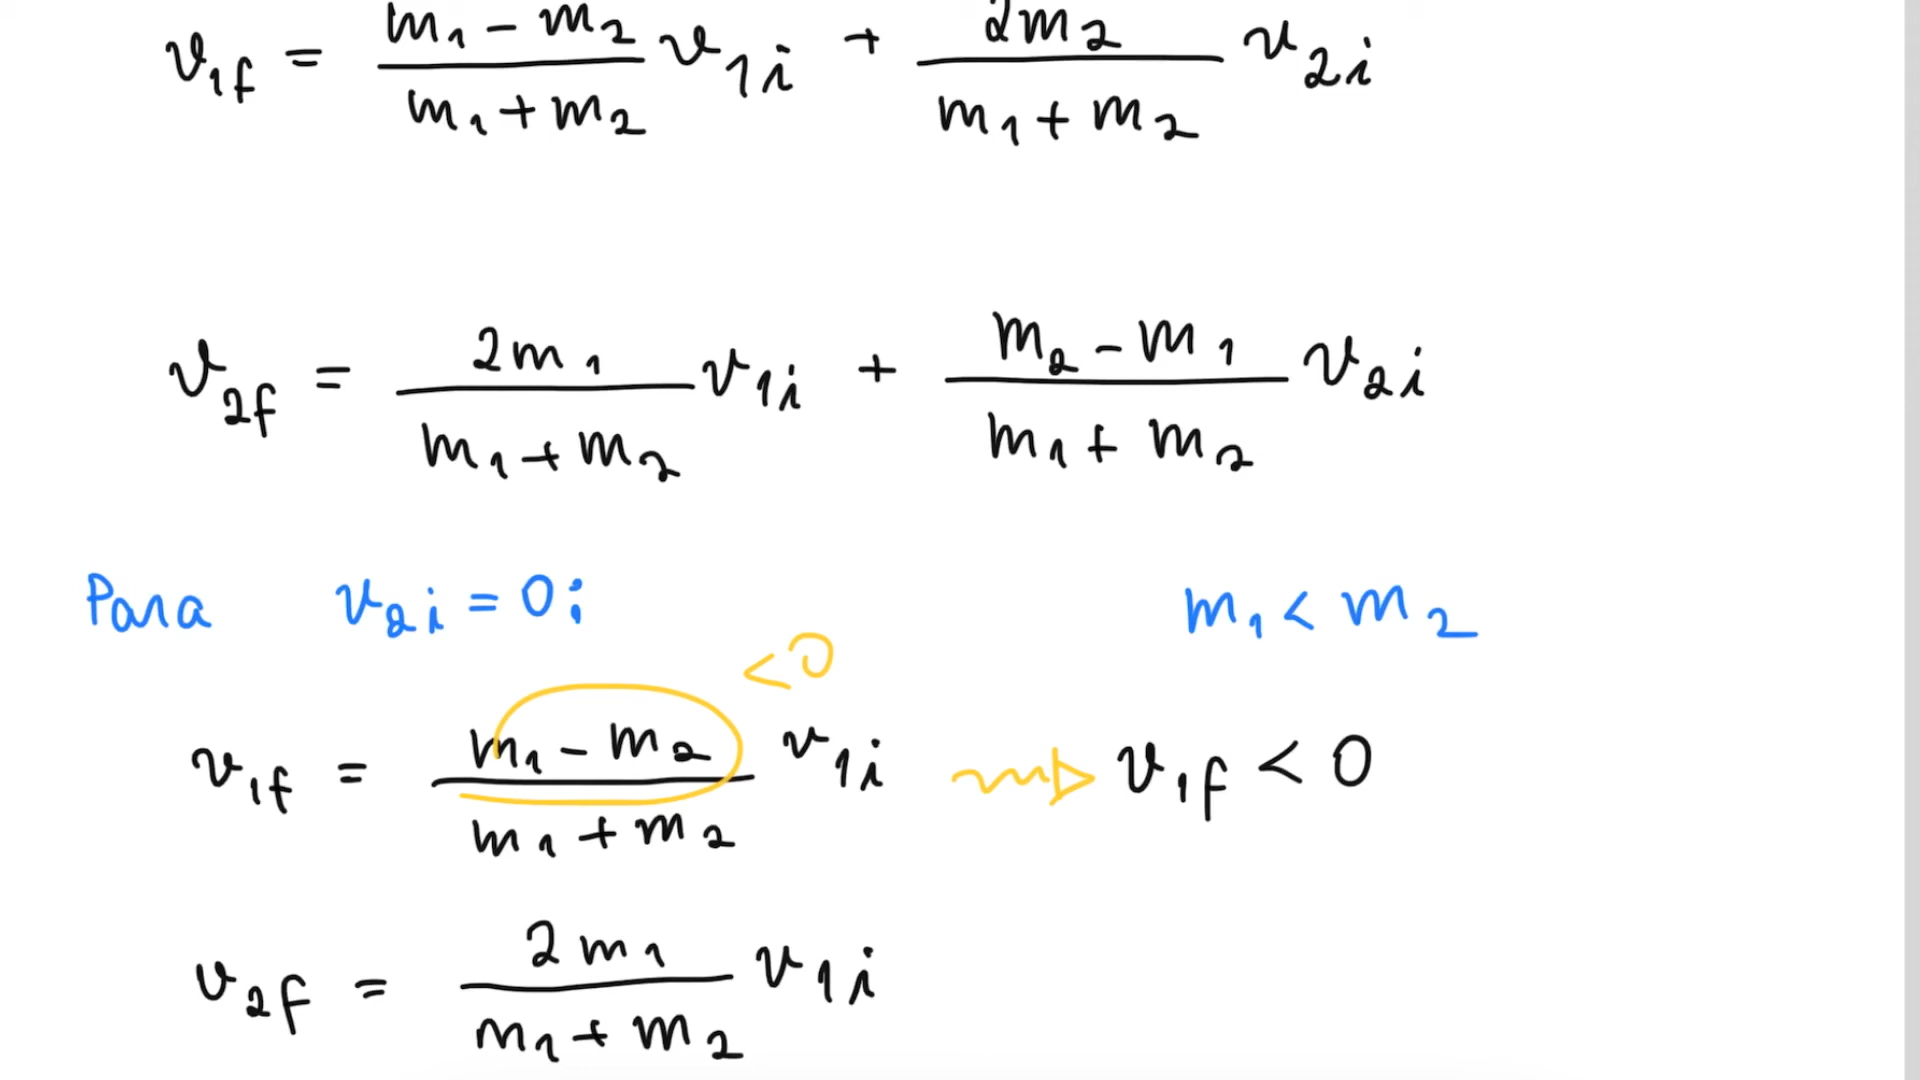 v₁f = (m₁ - m₂)/(m₁ + m₂) v₁i + 2m₂/(m₁ + m₂) v₂i
v₂f = 2m₁/(m₁ + m₂) v₁i + (m₂ - m₁)/(m₁ + m₂) v₂i
Para v₂i = 0 : m₁ < m₂
< 0
v₁f = (m₁ - m₂)/(m₁ + m₂) v₁i ⇝ v₁f < 0
v₂f = 2m₁/(m₁ + m₂) v₁i